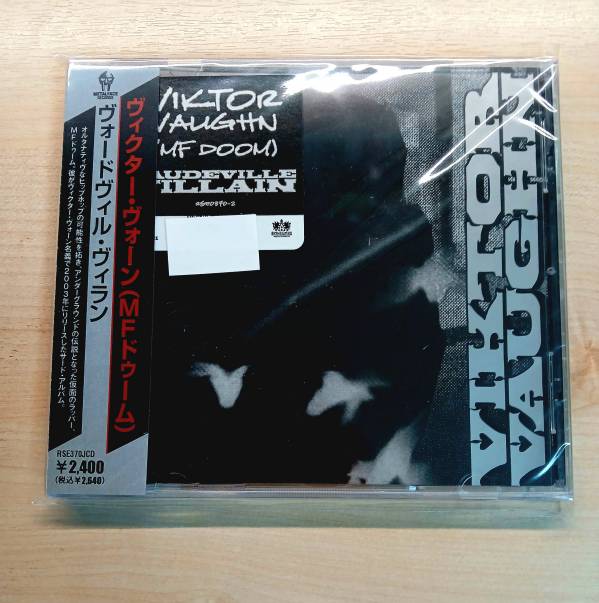 METALFACE
RECORDS
ヴィクター・ヴォーン(MFドゥーム)
ヴォードヴィル・ヴィラン
オルタナティヴなヒップホップの可能性を拓き、アンダーグラウンドの伝説となった仮面のラッパー、
MFドゥーム。彼がヴィクター・ヴォーン名義で2003年にリリースしたサード・アルバム。
RSE370JCD
¥2,400
(税込¥2,640)
VIKTOR
VAUGHN
(MF DOOM)
VAUDEVILLE
VILLAIN
VIKTOR
VAUGHN